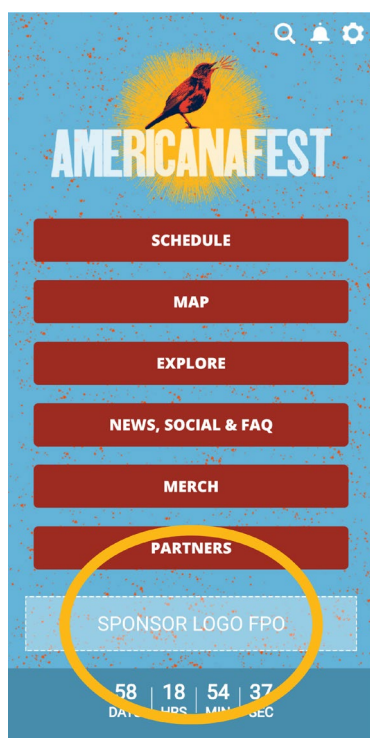 AMERICANAFEST
SCHEDULE
MAP
EXPLORE
NEWS, SOCIAL & FAQ
MERCH
PARTNERS
SPONSOR LOGO FPO
58 | 18 | 54 | 37
DAYS HRS MIN SEC